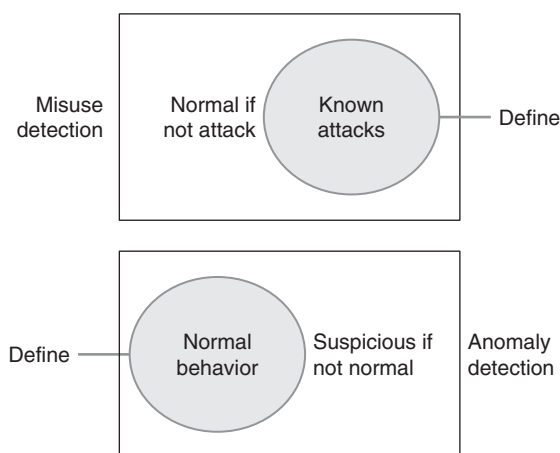 Misuse
detection
Normal if
not attack
Known
attacks
Define
Define
Normal
behavior
Suspicious if
not normal
Anomaly
detection